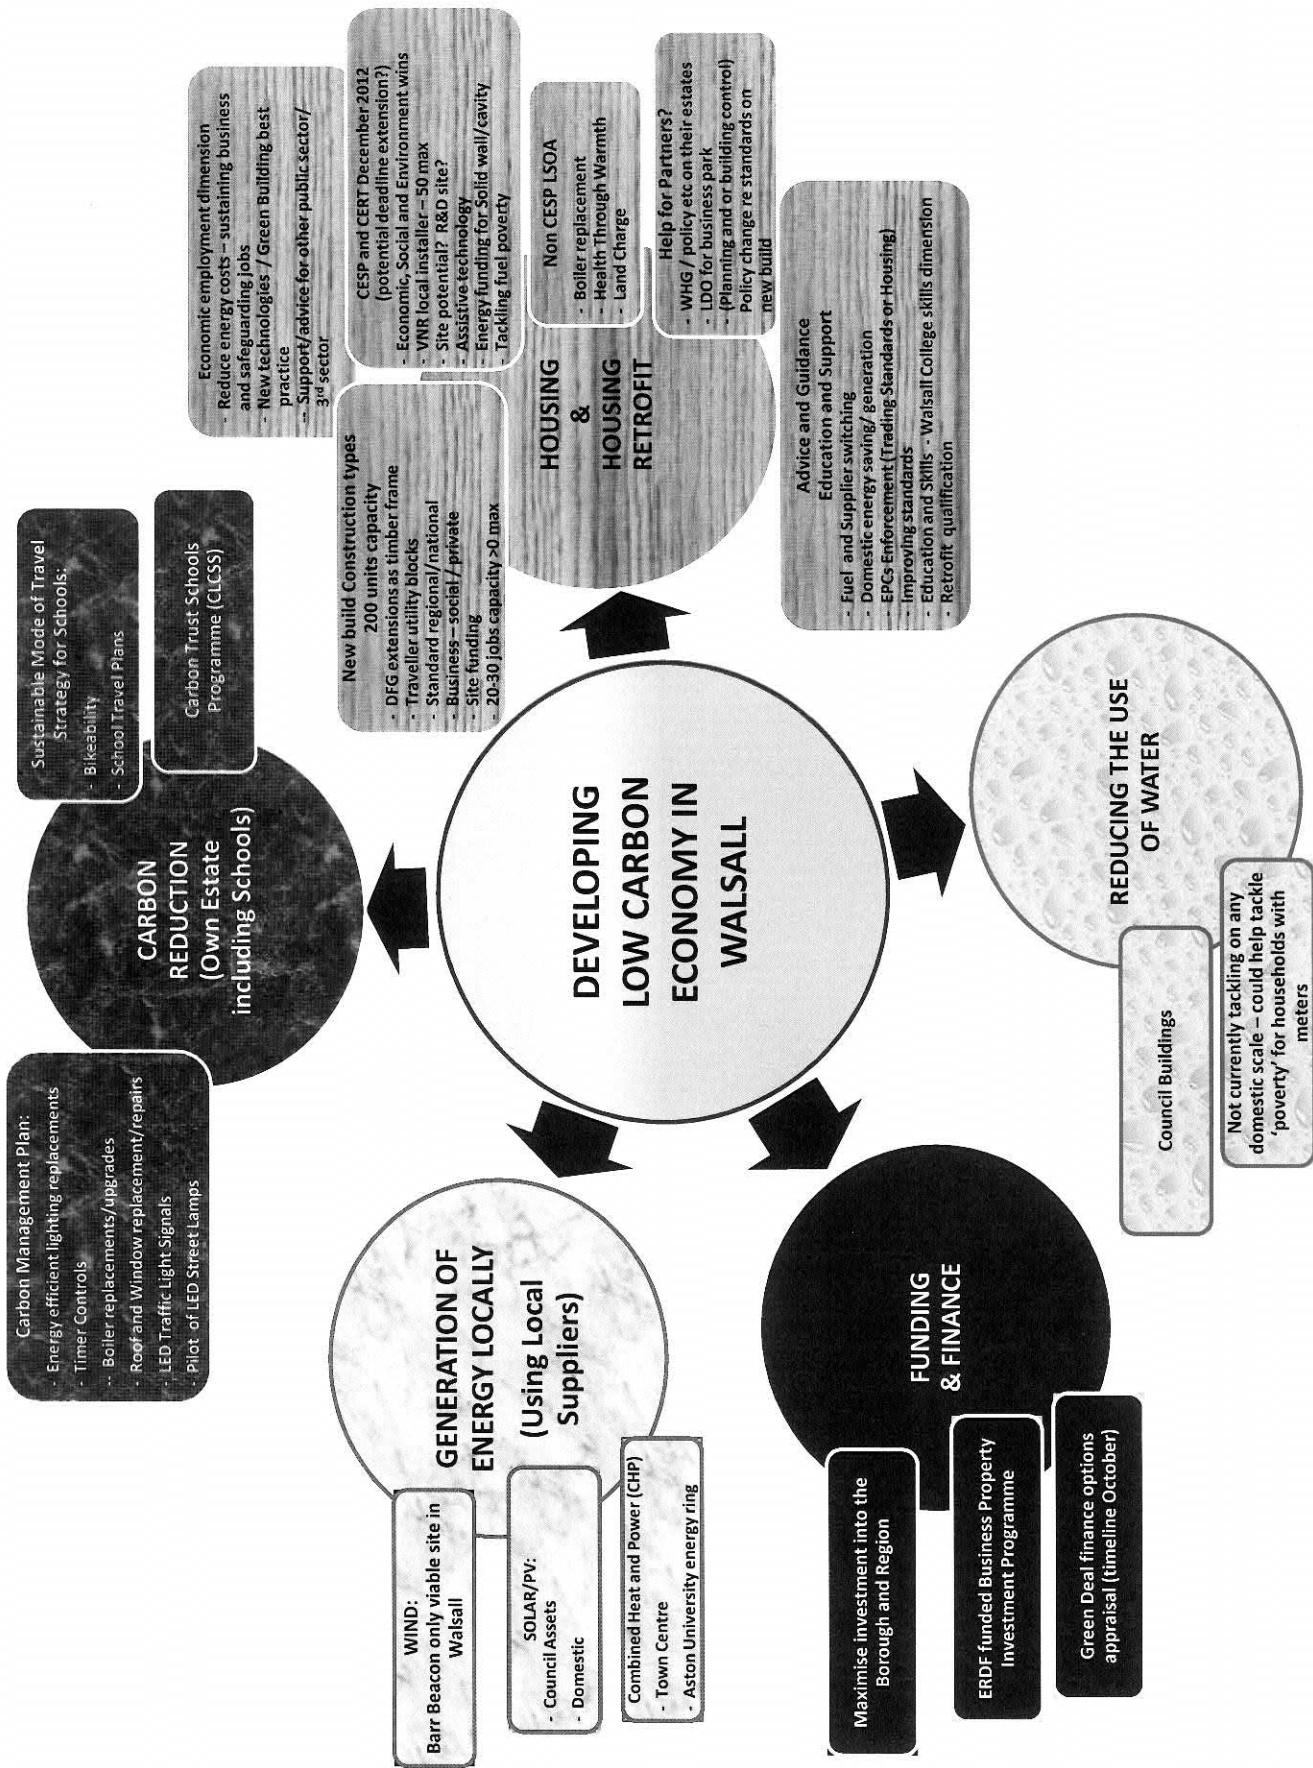 Carbon Management Plan:
- Energy efficient lighting replacements
- Timer Controls
-- Boiler replacements/upgrades
- Roof and Window replacement/repairs
- LED Traffic Light Signals
- Pilot of LED Street Lamps
CARBON
REDUCTION
(Own Estate
including Schools)
Sustainable Mode of Travel
Strategy for Schools:
- Bikeability
- School Travel Plans
Carbon Trust Schools
Programme (CLCSS)
Economic employment dimension
- Reduce energy costs – sustaining business
and safeguarding jobs
- New technologies / Green Building best
practice
-- Support/advice for other public sector/
3rd sector
New build Construction types
200 units capacity
- DFG extensions as timber frame
- Traveller utility blocks
- Standard regional/national
- Business – social / private
- Site funding
- 20-30 jobs capacity >0 max
CESP and CERT December 2012
(potential deadline extension?)
- Economic, Social and Environment wins
- VNR local installer – 50 max
- Site potential? R&D site?
- Assistive technology
- Energy funding for Solid wall/cavity
- Tackling fuel poverty
HOUSING
&
HOUSING
RETROFIT
Non CESP LSOA
- Boiler replacement
- Health Through Warmth
- Land Charge
Help for Partners?
- WHG / policy etc on their estates
- LDO for business park
- (Planning and or building control)
Policy change re standards on
new build
Advice and Guidance
Education and Support
- Fuel and Supplier switching
- Domestic energy saving/ generation
- EPCs Enforcement (Trading Standards or Housing)
Improving standards
- Education and Skills - Walsall College skills dimension
- Retrofit qualification
DEVELOPING
LOW CARBON
ECONOMY IN
WALSALL
GENERATION OF
ENERGY LOCALLY
(Using Local
Suppliers)
WIND:
Barr Beacon only viable site in
Walsall
SOLAR/PV:
- Council Assets
- Domestic
Combined Heat and Power (CHP)
- Town Centre
- Aston University energy ring
FUNDING
& FINANCE
Maximise investment into the
Borough and Region
ERDF funded Business Property
Investment Programme
Green Deal finance options
appraisal (timeline October)
REDUCING THE USE
OF WATER
Council Buildings
Not currently tackling on any
domestic scale – could help tackle
'poverty' for households with
meters